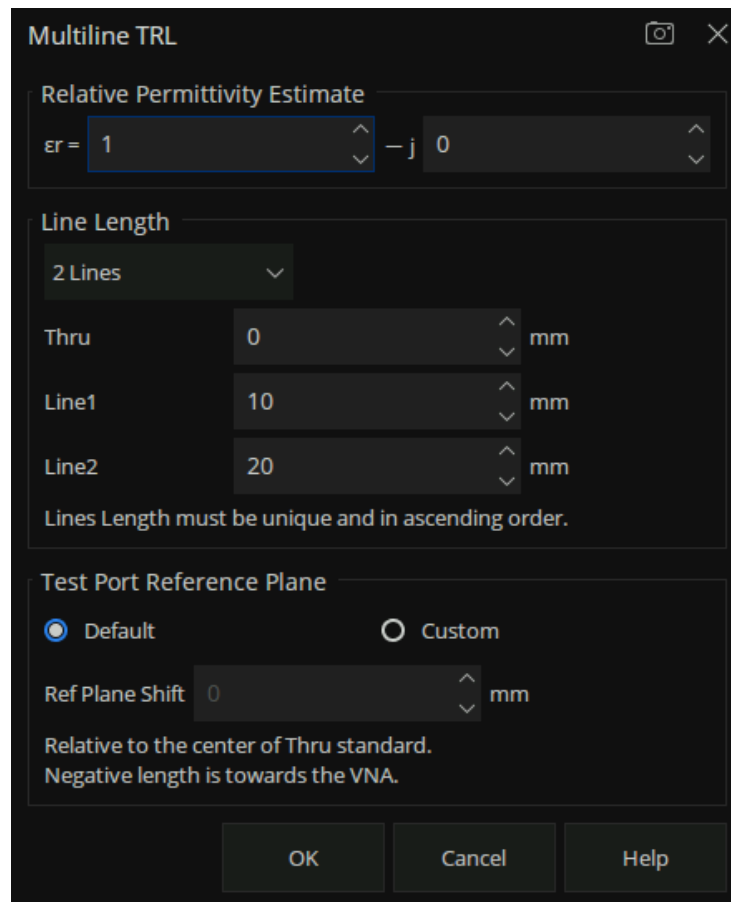 Multiline TRL
Relative Permittivity Estimate
εr = 1 – j 0
Line Length
2 Lines
Thru 0 mm
Line1 10 mm
Line2 20 mm
Lines Length must be unique and in ascending order.
Test Port Reference Plane
Default Custom
Ref Plane Shift 0 mm
Relative to the center of Thru standard.
Negative length is towards the VNA.
OK Cancel Help